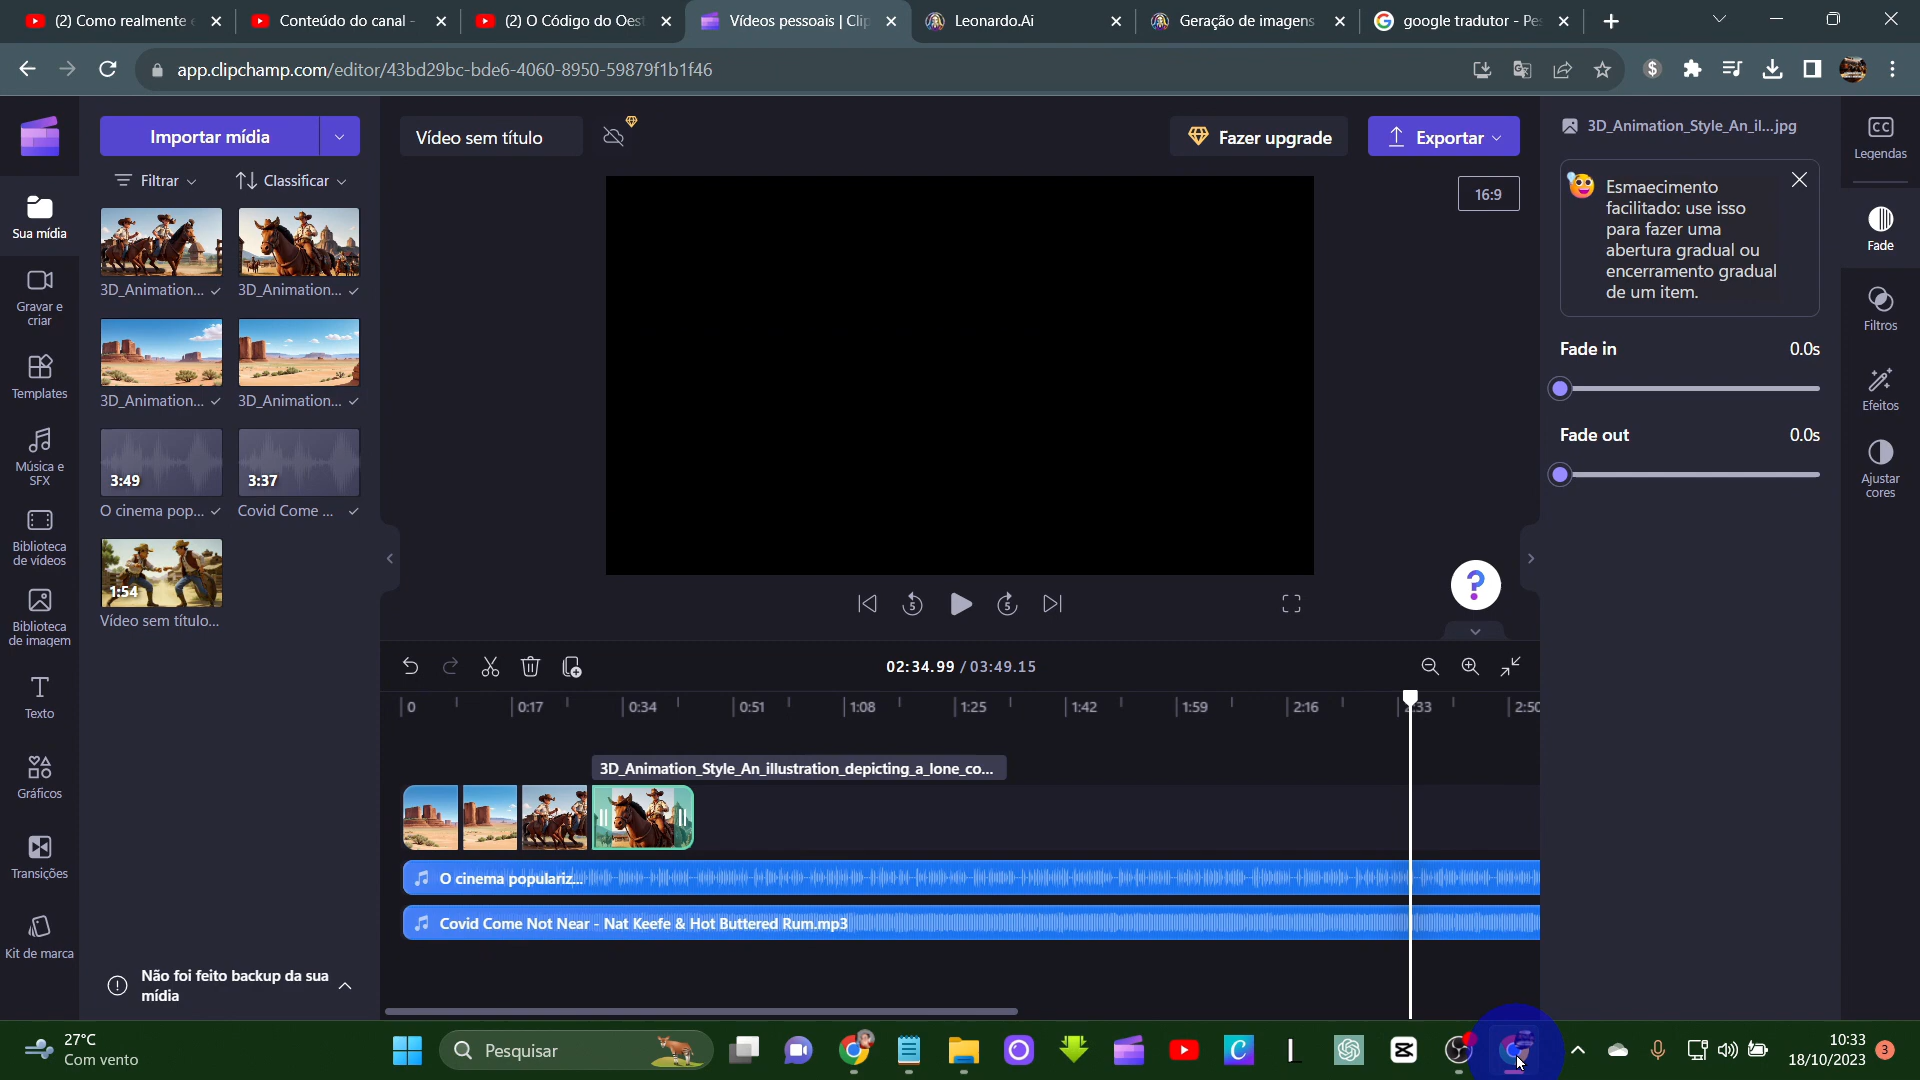 (2) Como realmente
Conteúdo do canal -
(2) O Código do Oes
Vídeos pessoais | Clip
Leonardo.Ai
Geração de imagens
google tradutor - Pes
app.clipchamp.com/editor/43bd29bc-bde6-4060-8950-59879f1b1f46
Importar mídia
Vídeo sem título
Fazer upgrade
Exportar
3D_Animation_Style_An_il...jpg
CC
Legendas
Filtrar
Classificar
16:9
Esmaecimento
facilitado: use isso
para fazer uma
abertura gradual ou
encerramento gradual
de um item.
Sua mídia
Fade
3D_Animation...
3D_Animation...
Gravar e
criar
Filtros
Fade in
0.0s
Templates
3D_Animation...
3D_Animation...
Efeitos
Fade out
0.0s
Música e
SFX
3:49
3:37
Ajustar
cores
O cinema pop...
Covid Come ...
Biblioteca
de vídeos
1:54
Vídeo sem título...
5
5
?
Biblioteca
de imagem
02:34.99 / 03:49.15
Texto
0
0:17
0:34
0:51
1:08
1:25
1:42
1:59
2:16
2:33
2:50
3D_Animation_Style_An_illustration_depicting_a_lone_co...
Gráficos
Transições
O cinema populariz...
Covid Come Not Near - Nat Keefe & Hot Buttered Rum.mp3
Kit de marca
Não foi feito backup da sua
mídia
27°C
Com vento
Pesquisar
10:33
18/10/2023
3